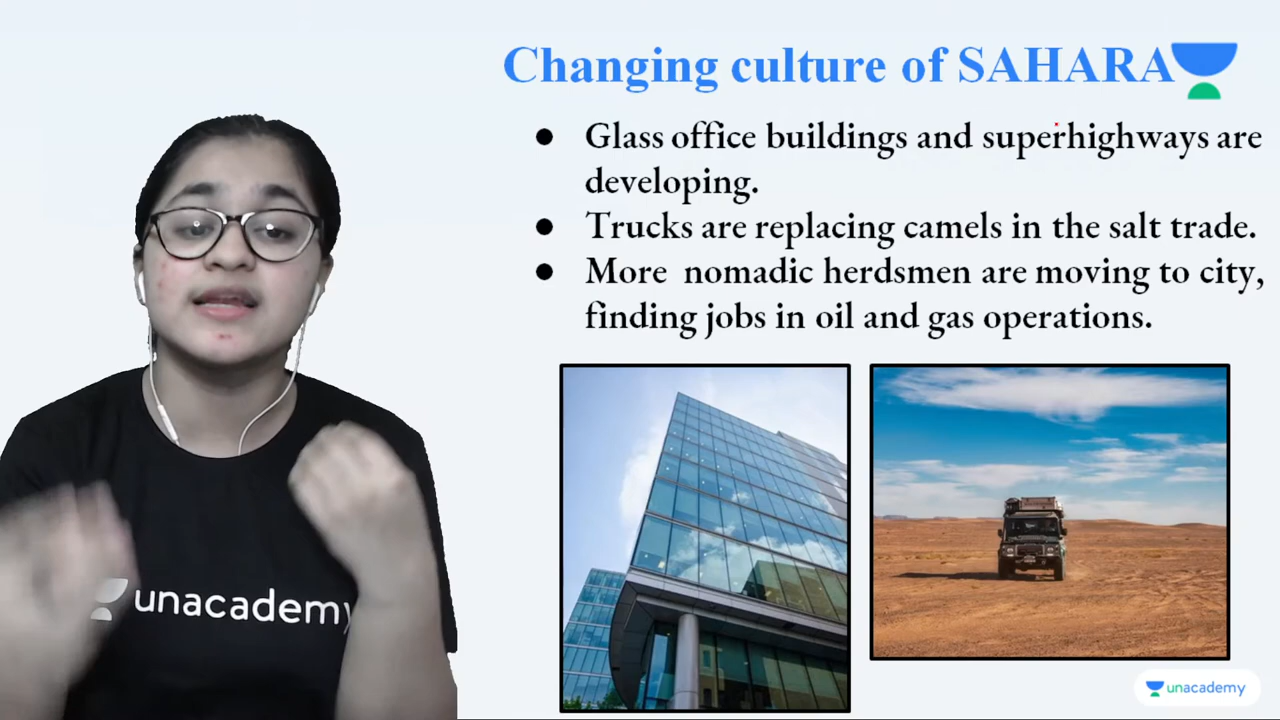 Changing culture of SAHARA
● Glass office buildings and superhighways are
developing.
● Trucks are replacing camels in the salt trade.
● More nomadic herdsmen are moving to city,
finding jobs in oil and gas operations.
unacademy
unacademy